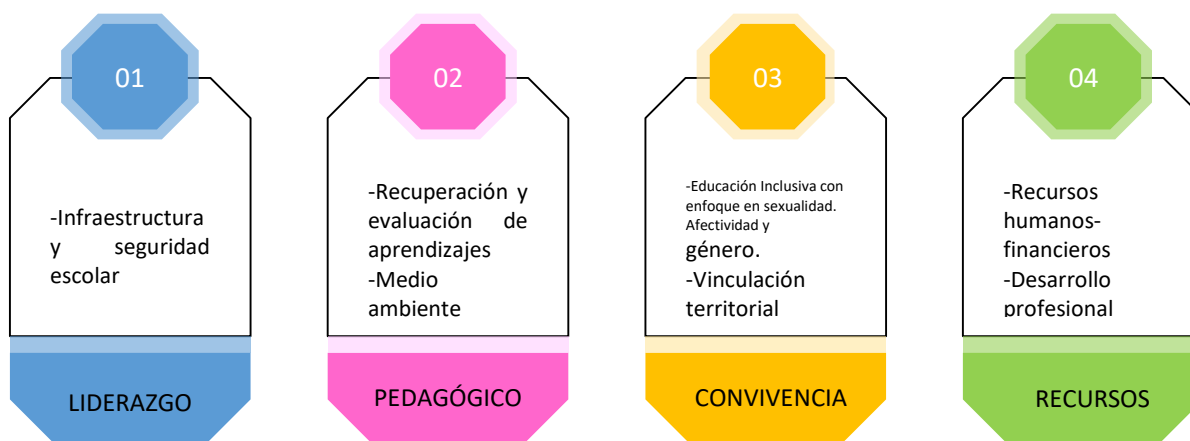 01
-Infraestructura
y seguridad
escolar
LIDERAZGO
02
-Recuperación y
evaluación de
aprendizajes
-Medio
ambiente
PEDAGÓGICO
03
-Educación Inclusiva con
enfoque en sexualidad.
Afectividad y
género.
-Vinculación
territorial
CONVIVENCIA
04
-Recursos
humanos-
financieros
-Desarrollo
profesional
RECURSOS